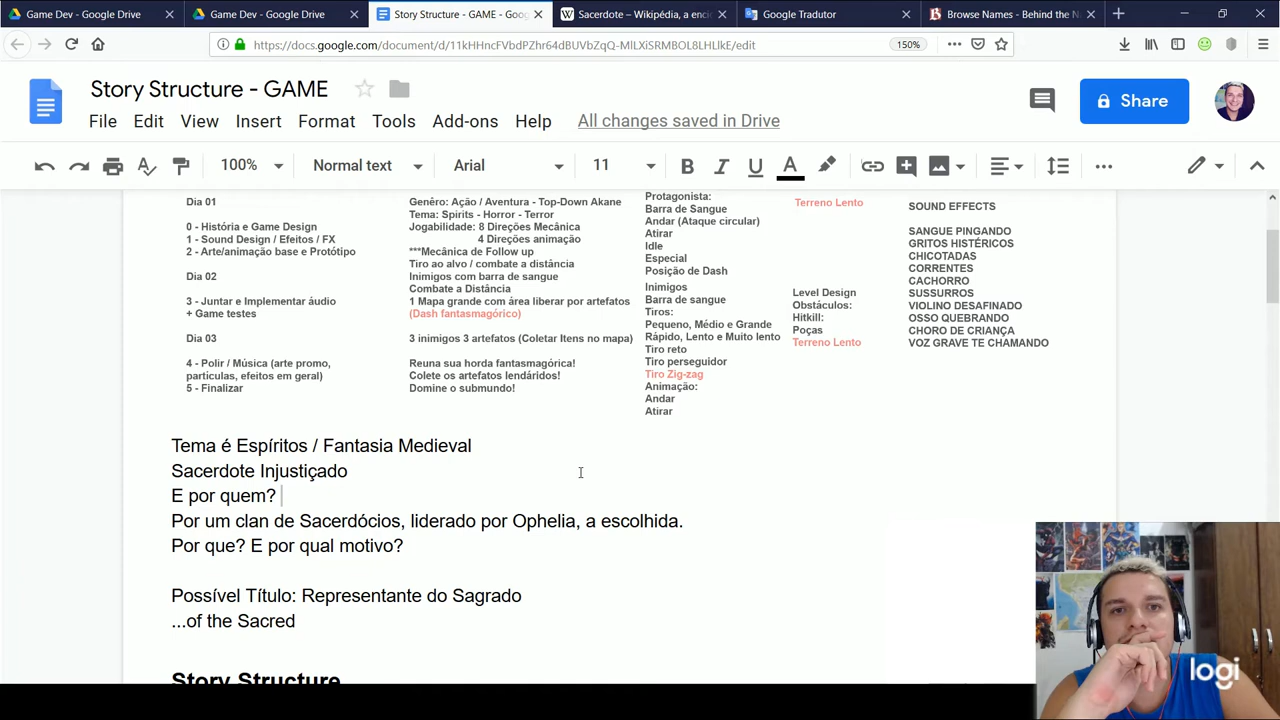 Game Dev - Google Drive
Game Dev - Google Drive
Story Structure - GAME - Goog
Sacerdote – Wikipédia, a enci
Google Tradutor
Browse Names - Behind the N
https://docs.google.com/document/d/11kHHncFVbdPZhr64dBUVbZqQ-MlLXiSRMBOL8LHLIkE/edit
150%
Story Structure - GAME
Share
File Edit View Insert Format Tools Add-ons Help All changes saved in Drive
100% Normal text Arial 11 B I U A
Dia 01
0 - História e Game Design
1 - Sound Design / Efeitos / FX
2 - Arte/animação base e Protótipo
Dia 02
3 - Juntar e Implementar áudio
+ Game testes
Dia 03
4 - Polir / Música (arte promo,
partículas, efeitos em geral)
5 - Finalizar
Genêro: Ação / Aventura - Top-Down Akane
Tema: Spirits - Horror - Terror
Jogabilidade: 8 Direções Mecânica
4 Direções animação
***Mecânica de Follow up
Tiro ao alvo / combate a distância
Inimigos com barra de sangue
Combate a Distância
1 Mapa grande com área liberar por artefatos
(Dash fantasmagórico)
3 inimigos 3 artefatos (Coletar Itens no mapa)
Reuna sua horda fantasmagórica!
Colete os artefatos lendários!
Domine o submundo!
Protagonista:
Barra de Sangue
Andar (Ataque circular)
Atirar
Idle
Especial
Posição de Dash
Inimigos
Barra de sangue
Tiros:
Pequeno, Médio e Grande
Rápido, Lento e Muito lento
Tiro reto
Tiro perseguidor
Tiro Zig-zag
Animação:
Andar
Atirar
Terreno Lento
Level Design
Obstáculos:
Hitkill:
Poças
Terreno Lento
SOUND EFFECTS
SANGUE PINGANDO
GRITOS HISTÉRICOS
CHICOTADAS
CORRENTES
CACHORRO
SUSSURROS
VIOLINO DESAFINADO
OSSO QUEBRANDO
CHORO DE CRIANÇA
VOZ GRAVE TE CHAMANDO
Tema é Espíritos / Fantasia Medieval
Sacerdote Injustiçado
E por quem?
Por um clan de Sacerdócios, liderado por Ophelia, a escolhida.
Por que? E por qual motivo?
Possível Título: Representante do Sagrado
...of the Sacred
Story Structure
logi